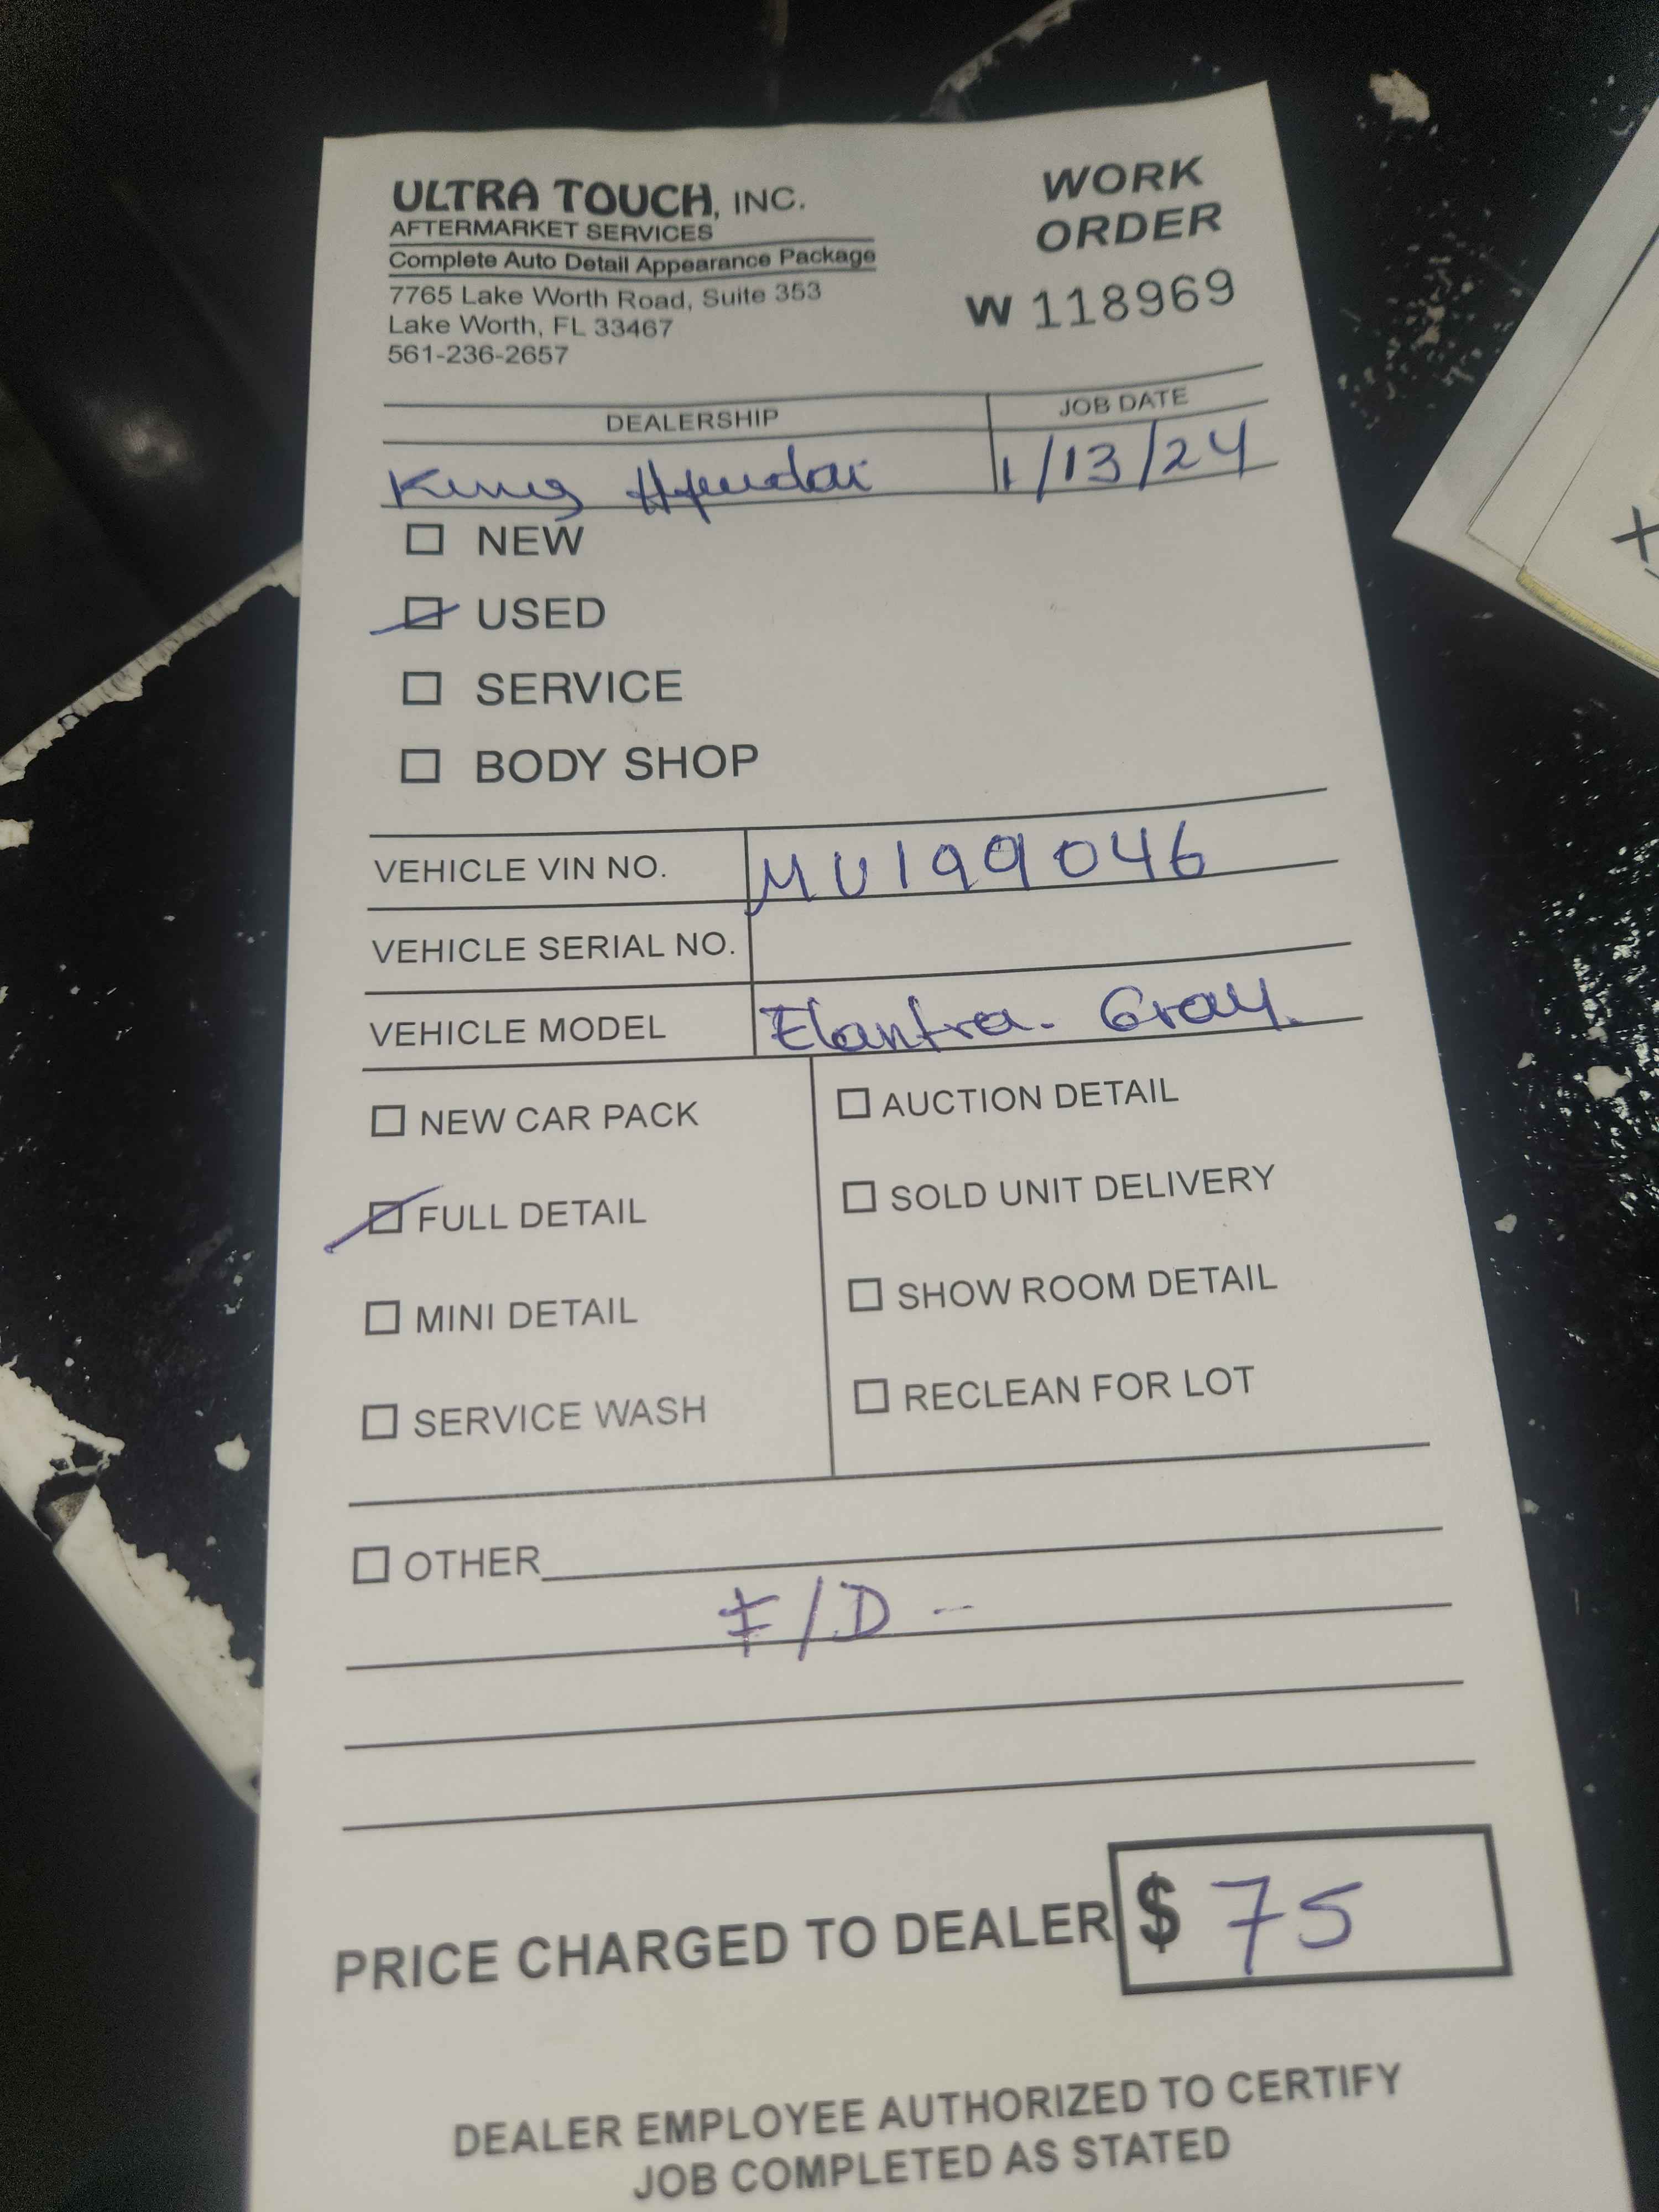 ULTRA TOUCH, INC.
AFTERMARKET SERVICES
Complete Auto Detail Appearance Package
7765 Lake Worth Road, Suite 353
Lake Worth, FL 33467
561-236-2657
WORK
ORDER
W 118969
DEALERSHIP JOB DATE
King Hyundai 1/13/24
NEW
USED
SERVICE
BODY SHOP
VEHICLE VIN NO. MU199046
VEHICLE SERIAL NO.
VEHICLE MODEL Elantra. Gray.
NEW CAR PACK
FULL DETAIL
MINI DETAIL
SERVICE WASH
AUCTION DETAIL
SOLD UNIT DELIVERY
SHOW ROOM DETAIL
RECLEAN FOR LOT
OTHER
F/D -
PRICE CHARGED TO DEALER $ 75
DEALER EMPLOYEE AUTHORIZED TO CERTIFY
JOB COMPLETED AS STATED